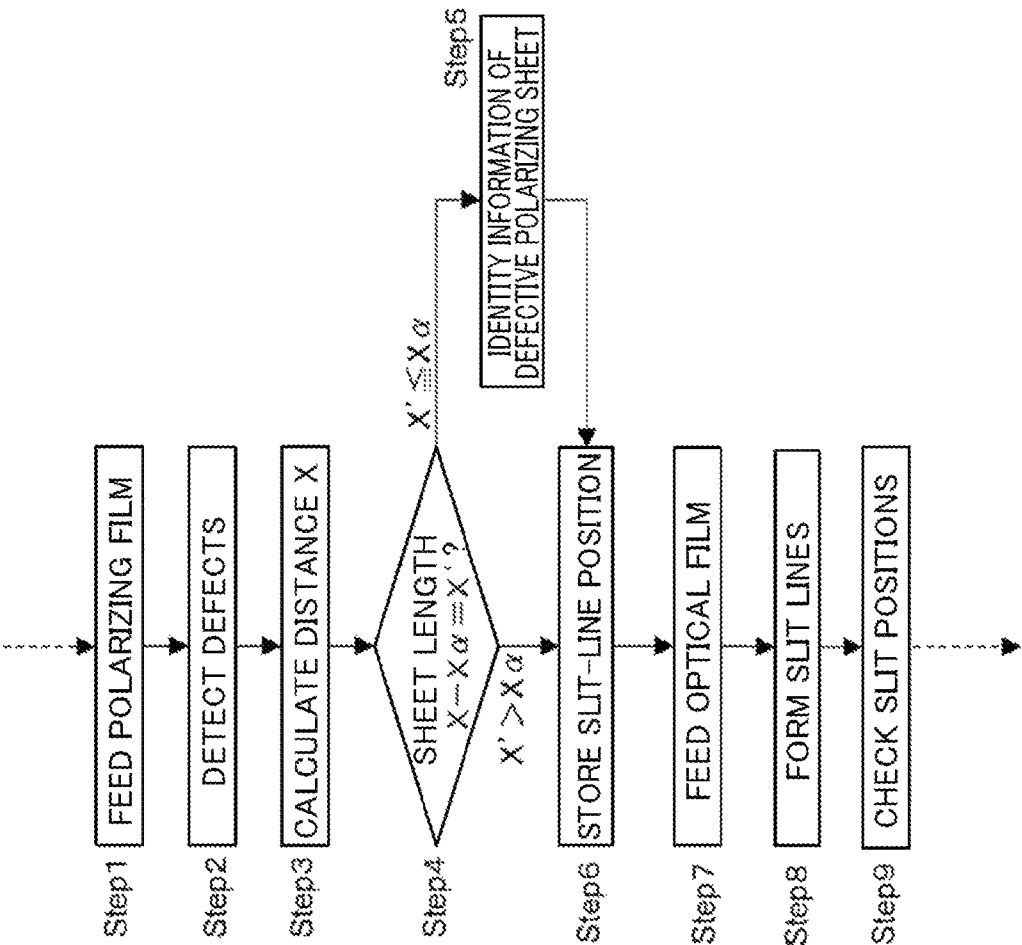 Step1
FEED POLARIZING FILM
Step2
DETECT DEFECTS
Step3
CALCULATE DISTANCE X
Step4
SHEET LENGTH
X-Xα=X'?
X'≦Xα
X'>Xα
Step5
IDENTITY INFORMATION OF
DEFECTIVE POLARIZING SHEET
Step6
STORE SLIT-LINE POSITION
Step7
FEED OPTICAL FILM
Step8
FORM SLIT LINES
Step9
CHECK SLIT POSITIONS